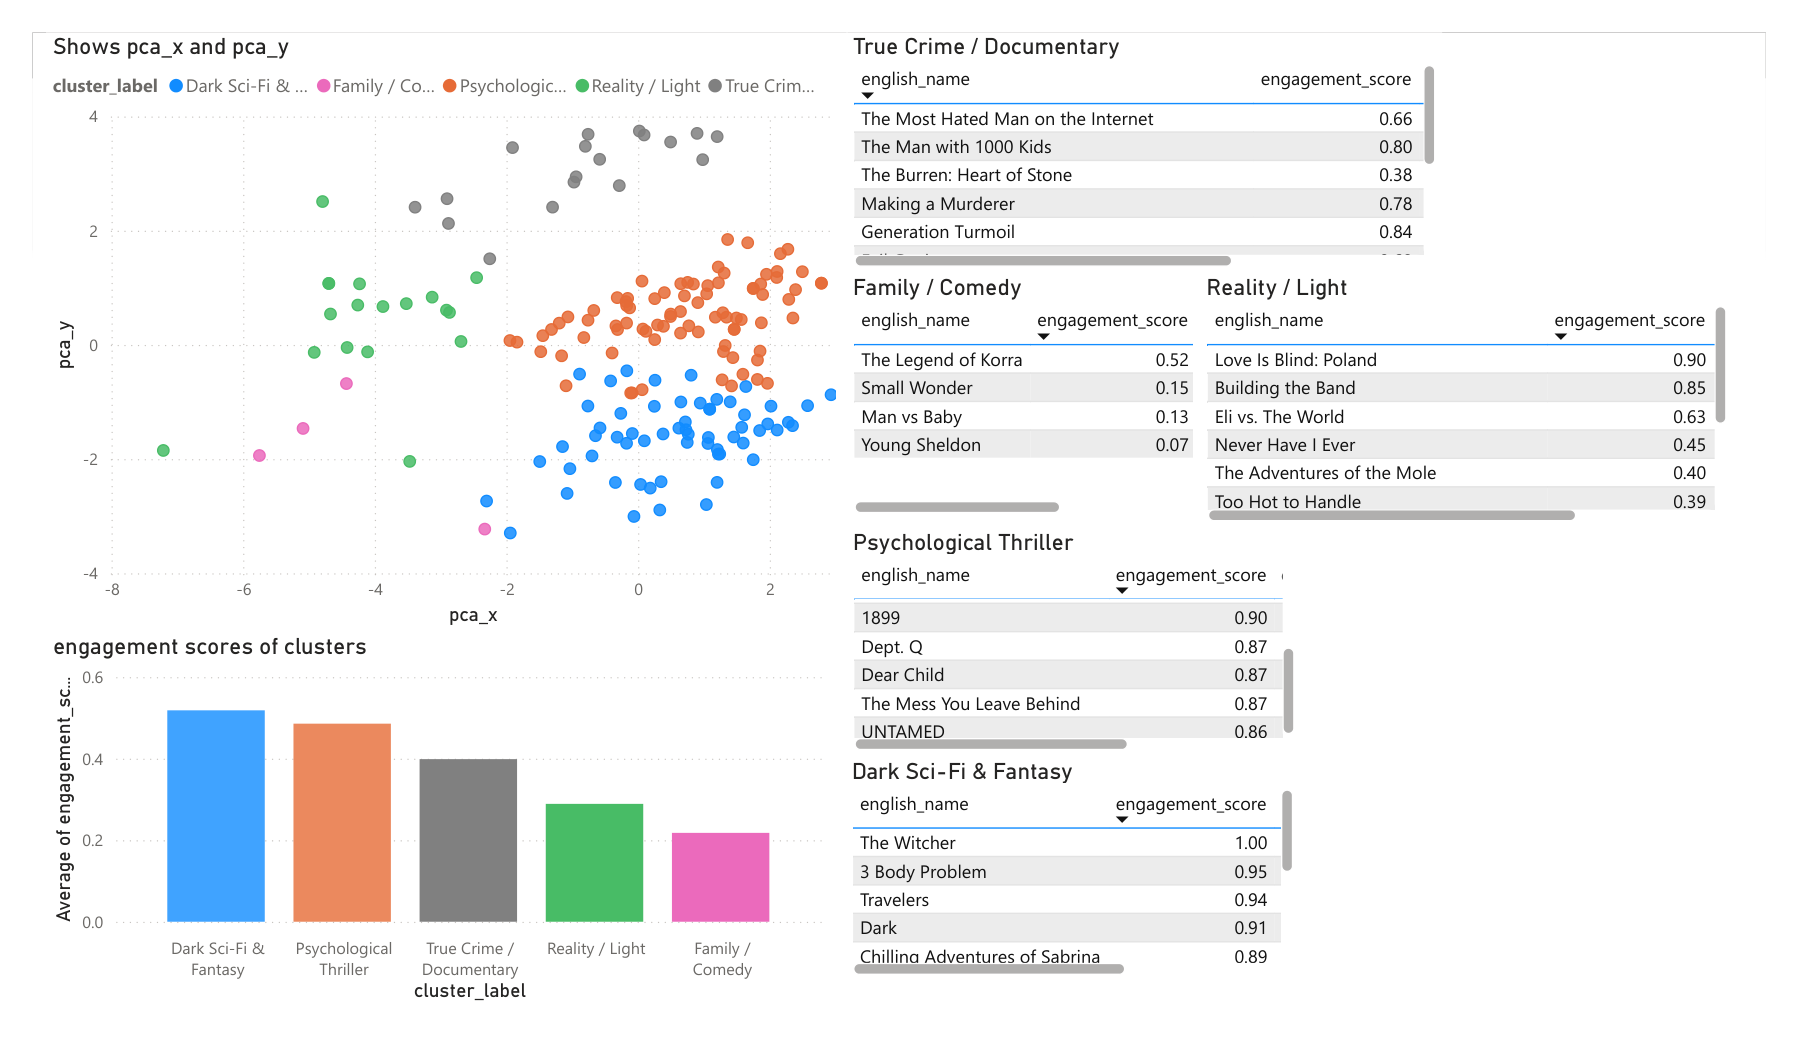 Shows pca_x and pca_y
cluster_label Dark Sci-Fi & ... Family / Co... Psychologic... Reality / Light True Crim...
4
2
0
-2
-4
pca_y
-8 -6 -4 -2 0 2
pca_x
engagement scores of clusters
Average of engagement_sc...
0.6
0.4
0.2
0.0
Dark Sci-Fi & Fantasy
Psychological Thriller
True Crime / Documentary
Reality / Light
Family / Comedy
cluster_label
True Crime / Documentary
english_name engagement_score
The Most Hated Man on the Internet 0.66
The Man with 1000 Kids 0.80
The Burren: Heart of Stone 0.38
Making a Murderer 0.78
Generation Turmoil 0.84
Family / Comedy
english_name engagement_score
The Legend of Korra 0.52
Small Wonder 0.15
Man vs Baby 0.13
Young Sheldon 0.07
Reality / Light
english_name engagement_score
Love Is Blind: Poland 0.90
Building the Band 0.85
Eli vs. The World 0.63
Never Have I Ever 0.45
The Adventures of the Mole 0.40
Too Hot to Handle 0.39
Psychological Thriller
english_name engagement_score
1899 0.90
Dept. Q 0.87
Dear Child 0.87
The Mess You Leave Behind 0.87
UNTAMED 0.86
Dark Sci-Fi & Fantasy
english_name engagement_score
The Witcher 1.00
3 Body Problem 0.95
Travelers 0.94
Dark 0.91
Chilling Adventures of Sabrina 0.89